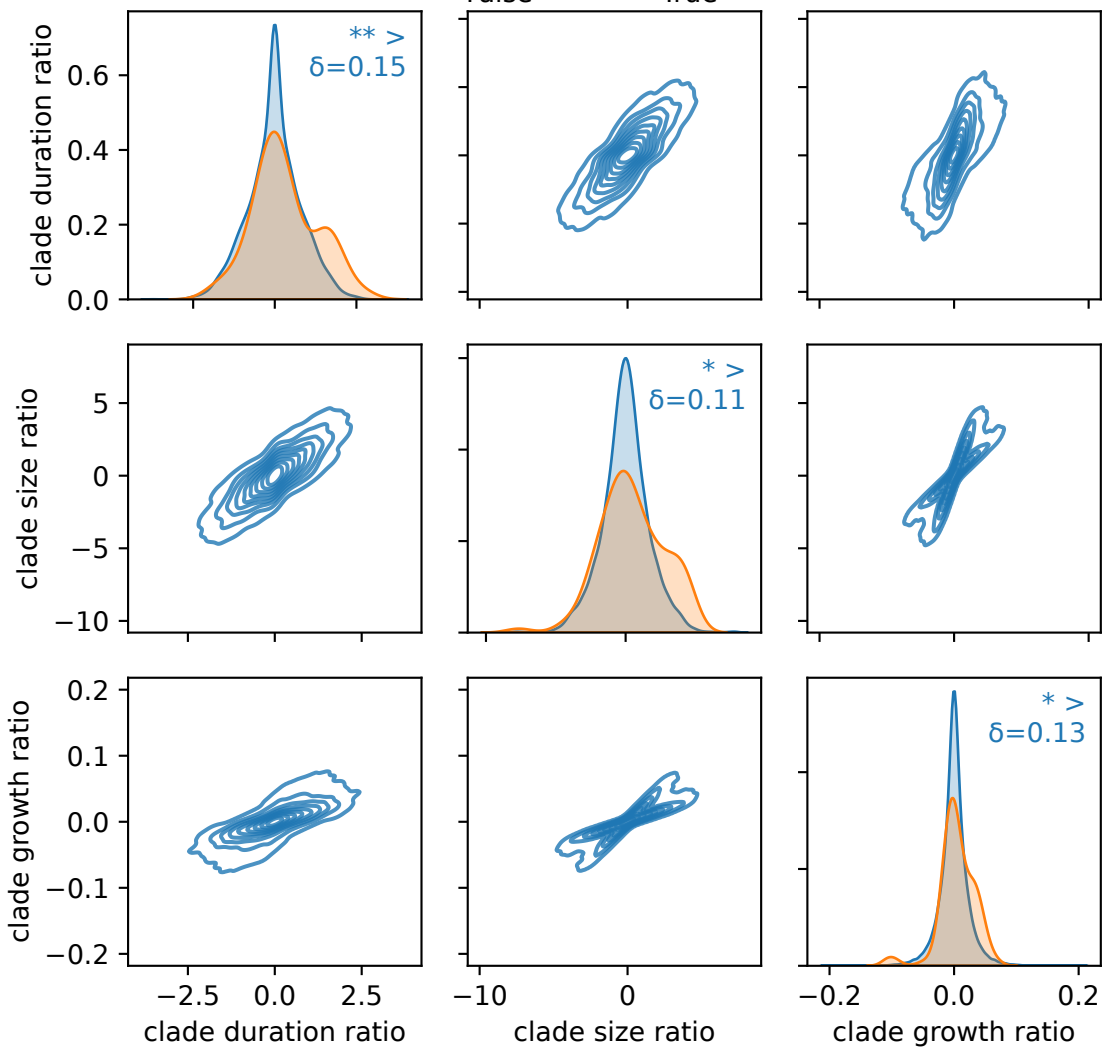 clade duration ratio
0.6
0.4
0.2
0.0
** >
δ=0.15
clade size ratio
5
0
−5
−10
* >
δ=0.11
clade growth ratio
0.2
0.1
0.0
−0.1
−0.2
* >
δ=0.13
−2.5 0.0 2.5
−10 0
−0.2 0.0 0.2
clade duration ratio
clade size ratio
clade growth ratio